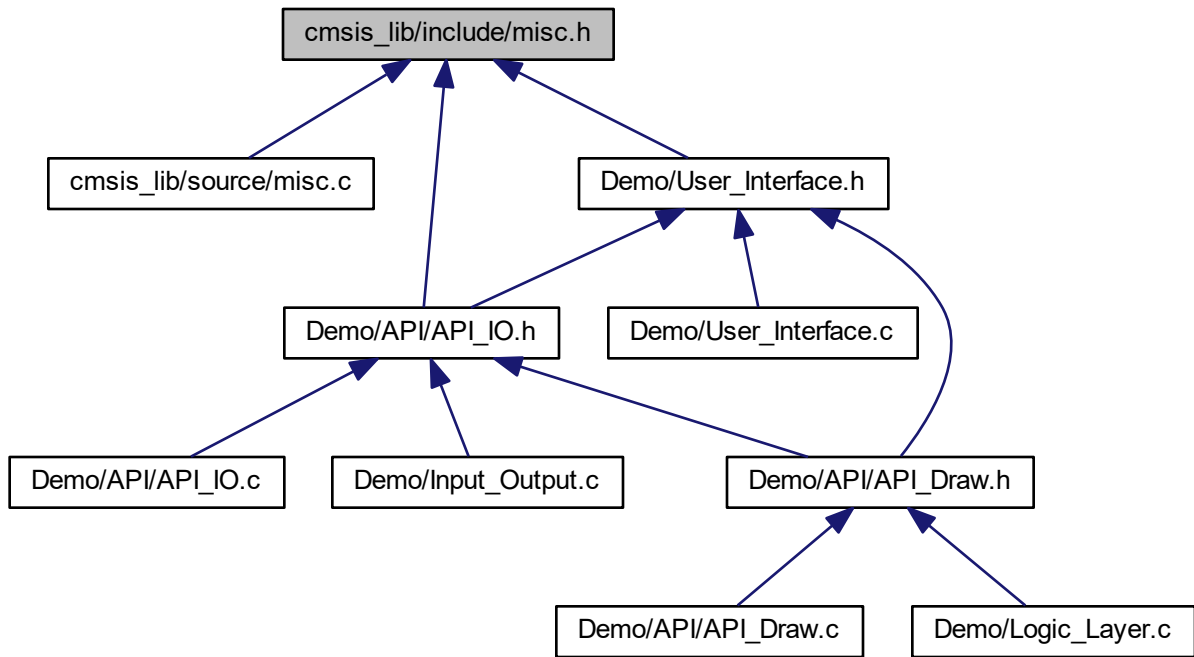 cmsis_lib/include/misc.h
cmsis_lib/source/misc.c
Demo/User_Interface.h
Demo/API/API_IO.h
Demo/User_Interface.c
Demo/API/API_IO.c
Demo/Input_Output.c
Demo/API/API_Draw.h
Demo/API/API_Draw.c
Demo/Logic_Layer.c